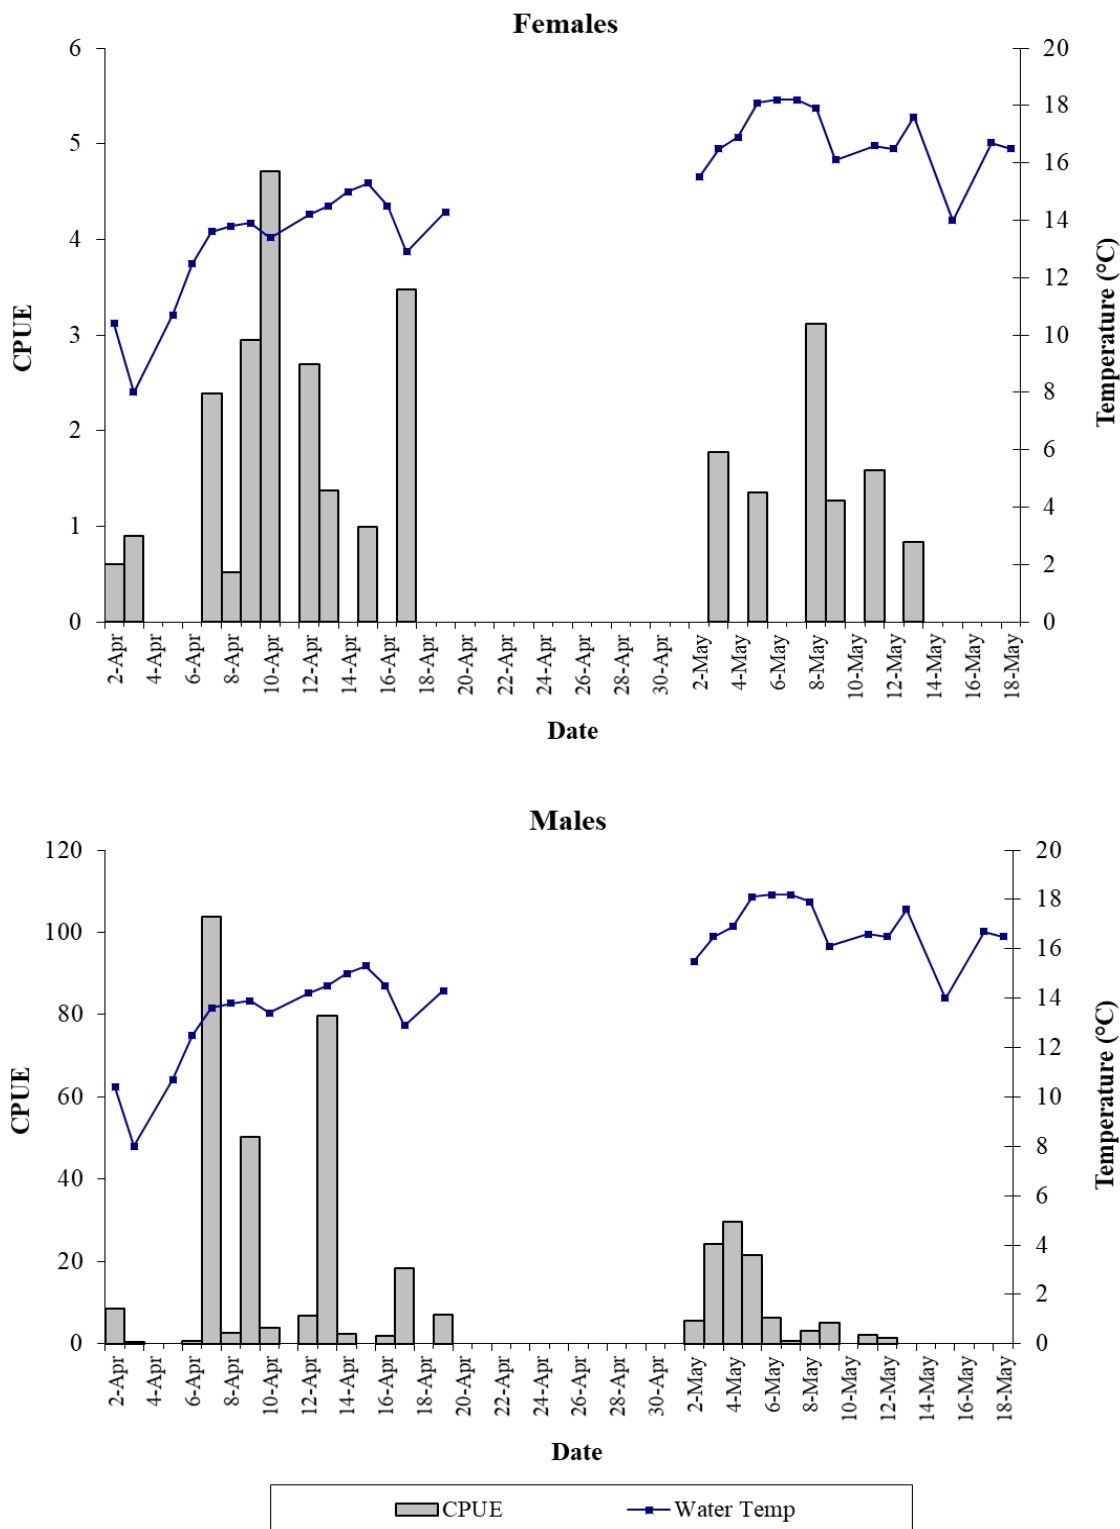 Females
6
5
4
3
2
1
0
CPUE
20
18
16
14
12
10
8
6
4
2
0
Temperature (°C)
2-Apr
4-Apr
6-Apr
8-Apr
10-Apr
12-Apr
14-Apr
16-Apr
18-Apr
20-Apr
22-Apr
24-Apr
26-Apr
28-Apr
30-Apr
2-May
4-May
6-May
8-May
10-May
12-May
14-May
16-May
18-May
Date
Males
120
100
80
60
40
20
0
CPUE
20
18
16
14
12
10
8
6
4
2
0
Temperature (°C)
2-Apr
4-Apr
6-Apr
8-Apr
10-Apr
12-Apr
14-Apr
16-Apr
18-Apr
20-Apr
22-Apr
24-Apr
26-Apr
28-Apr
30-Apr
2-May
4-May
6-May
8-May
10-May
12-May
14-May
16-May
18-May
Date
CPUE Water Temp